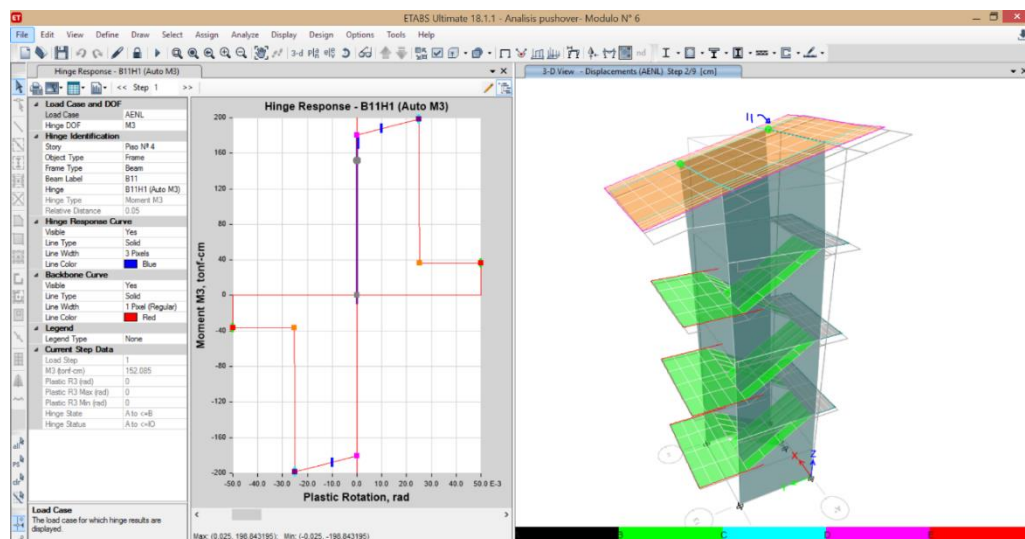 ETABS Ultimate 18.1.1 - Analisis pushover- Modulo N° 6
File Edit View Define Draw Select Assign Analyze Display Design Options Tools Help
Hinge Response - B11H1 (Auto M3)
3-D View - Displacements (AENL) Step 2/9 [cm]
<< Step 1 >>
Load Case and DOF
Load Case AENL
Hinge DOF M3
Hinge Identification
Story Piso Nº 4
Object Type Frame
Frame Type Beam
Beam Label B11
Hinge B11H1 (Auto M3)
Hinge Type Moment M3
Relative Distance 0.05
Hinge Response Curve
Visible Yes
Line Type Solid
Line Width 3 Pixels
Line Color Blue
Backbone Curve
Visible Yes
Line Type Solid
Line Width 1 Pixel (Regular)
Line Color Red
Legend
Legend Type None
Current Step Data
Load Step 1
M3 (tonf-cm) 152.085
Plastic R3 (rad) 0
Plastic R3 Max (rad) 0
Plastic R3 Min (rad) 0
Hinge State A to <=B
Hinge Status A to <=IO
Load Case
The load case for which hinge results are
displayed.
Hinge Response - B11H1 (Auto M3)
Moment M3, tonf-cm
200
160
120
80
40
0
-40
-80
-120
-160
-200
-50.0 -40.0 -30.0 -20.0 -10.0 0.0 10.0 20.0 30.0 40.0 50.0 E-3
Plastic Rotation, rad
Max: (0.025, 198.843195); Min: (-0.025, -198.843195)
X
Z
B C D E